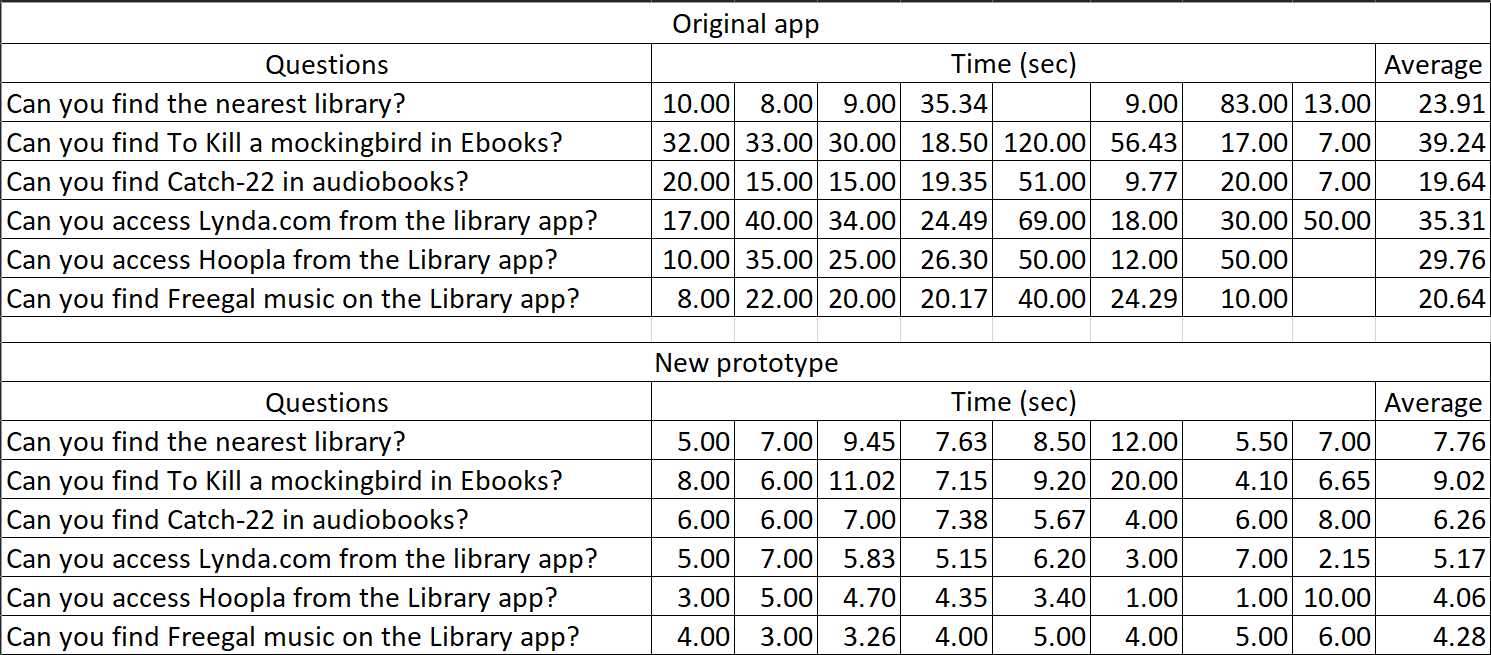 Original app
Questions Time (sec) Average
Can you find the nearest library? 10.00 8.00 9.00 35.34 9.00 83.00 13.00 23.91
Can you find To Kill a mockingbird in Ebooks? 32.00 33.00 30.00 18.50 120.00 56.43 17.00 7.00 39.24
Can you find Catch-22 in audiobooks? 20.00 15.00 15.00 19.35 51.00 9.77 20.00 7.00 19.64
Can you access Lynda.com from the library app? 17.00 40.00 34.00 24.49 69.00 18.00 30.00 50.00 35.31
Can you access Hoopla from the Library app? 10.00 35.00 25.00 26.30 50.00 12.00 50.00 29.76
Can you find Freegal music on the Library app? 8.00 22.00 20.00 20.17 40.00 24.29 10.00 20.64
New prototype
Questions Time (sec) Average
Can you find the nearest library? 5.00 7.00 9.45 7.63 8.50 12.00 5.50 7.00 7.76
Can you find To Kill a mockingbird in Ebooks? 8.00 6.00 11.02 7.15 9.20 20.00 4.10 6.65 9.02
Can you find Catch-22 in audiobooks? 6.00 6.00 7.00 7.38 5.67 4.00 6.00 8.00 6.26
Can you access Lynda.com from the library app? 5.00 7.00 5.83 5.15 6.20 3.00 7.00 2.15 5.17
Can you access Hoopla from the Library app? 3.00 5.00 4.70 4.35 3.40 1.00 1.00 10.00 4.06
Can you find Freegal music on the Library app? 4.00 3.00 3.26 4.00 5.00 4.00 5.00 6.00 4.28